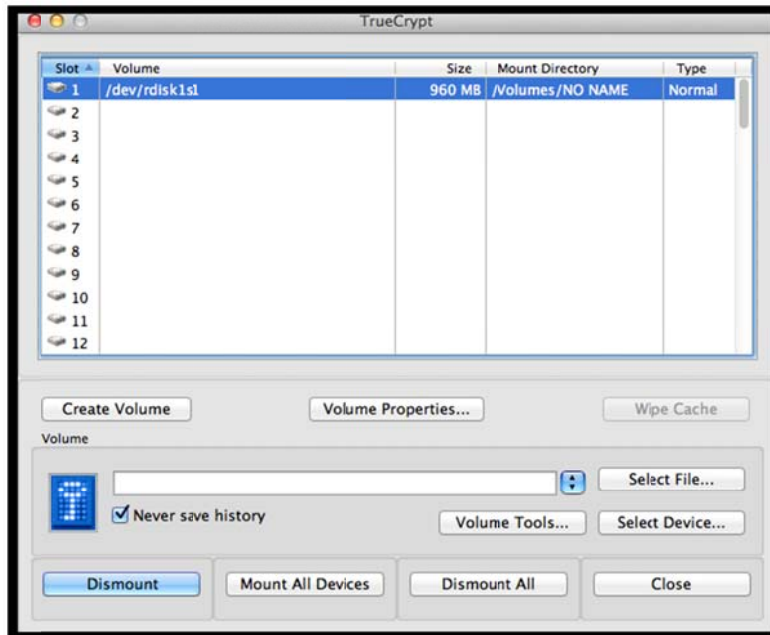 TrueCrypt
Slot Volume Size Mount Directory Type
1 /dev/rdisk1s1 960 MB /Volumes/NO NAME Normal
2
3
4
5
6
7
8
9
10
11
12
Create Volume Volume Properties... Wipe Cache
Volume
Select File...
Never save history Volume Tools... Select Device...
Dismount Mount All Devices Dismount All Close